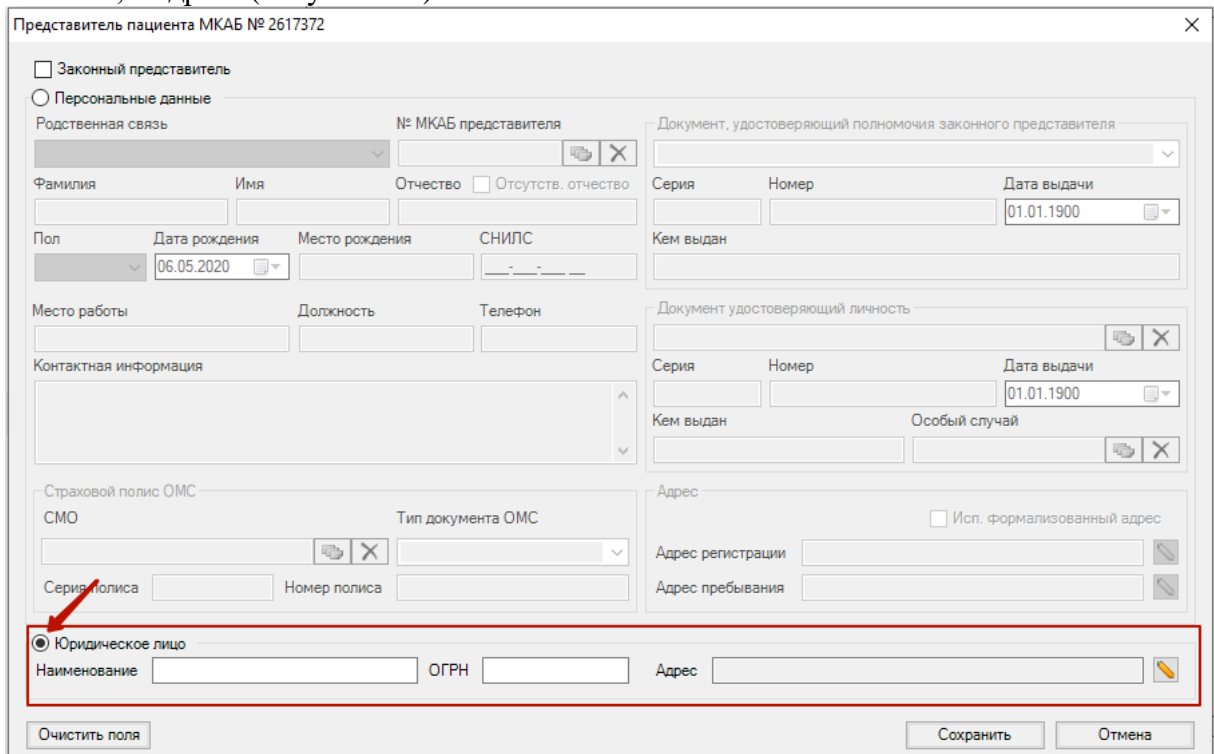 Представитель пациента МКАБ № 2617372
Законный представитель
Персональные данные
Родственная связь
№ МКАБ представителя
Фамилия
Имя
Отчество
Отсутств. отчество
Пол
Дата рождения
Место рождения
СНИЛС
06.05.2020
___-___-___ __
Место работы
Должность
Телефон
Контактная информация
Документ, удостоверяющий полномочия законного представителя
Серия
Номер
Дата выдачи
01.01.1900
Кем выдан
Документ удостоверяющий личность
Серия
Номер
Дата выдачи
01.01.1900
Кем выдан
Особый случай
Страховой полис ОМС
СМО
Тип документа ОМС
Серия полиса
Номер полиса
Адрес
Исп. формализованный адрес
Адрес регистрации
Адрес пребывания
Юридическое лицо
Наименование
ОГРН
Адрес
Очистить поля
Сохранить
Отмена